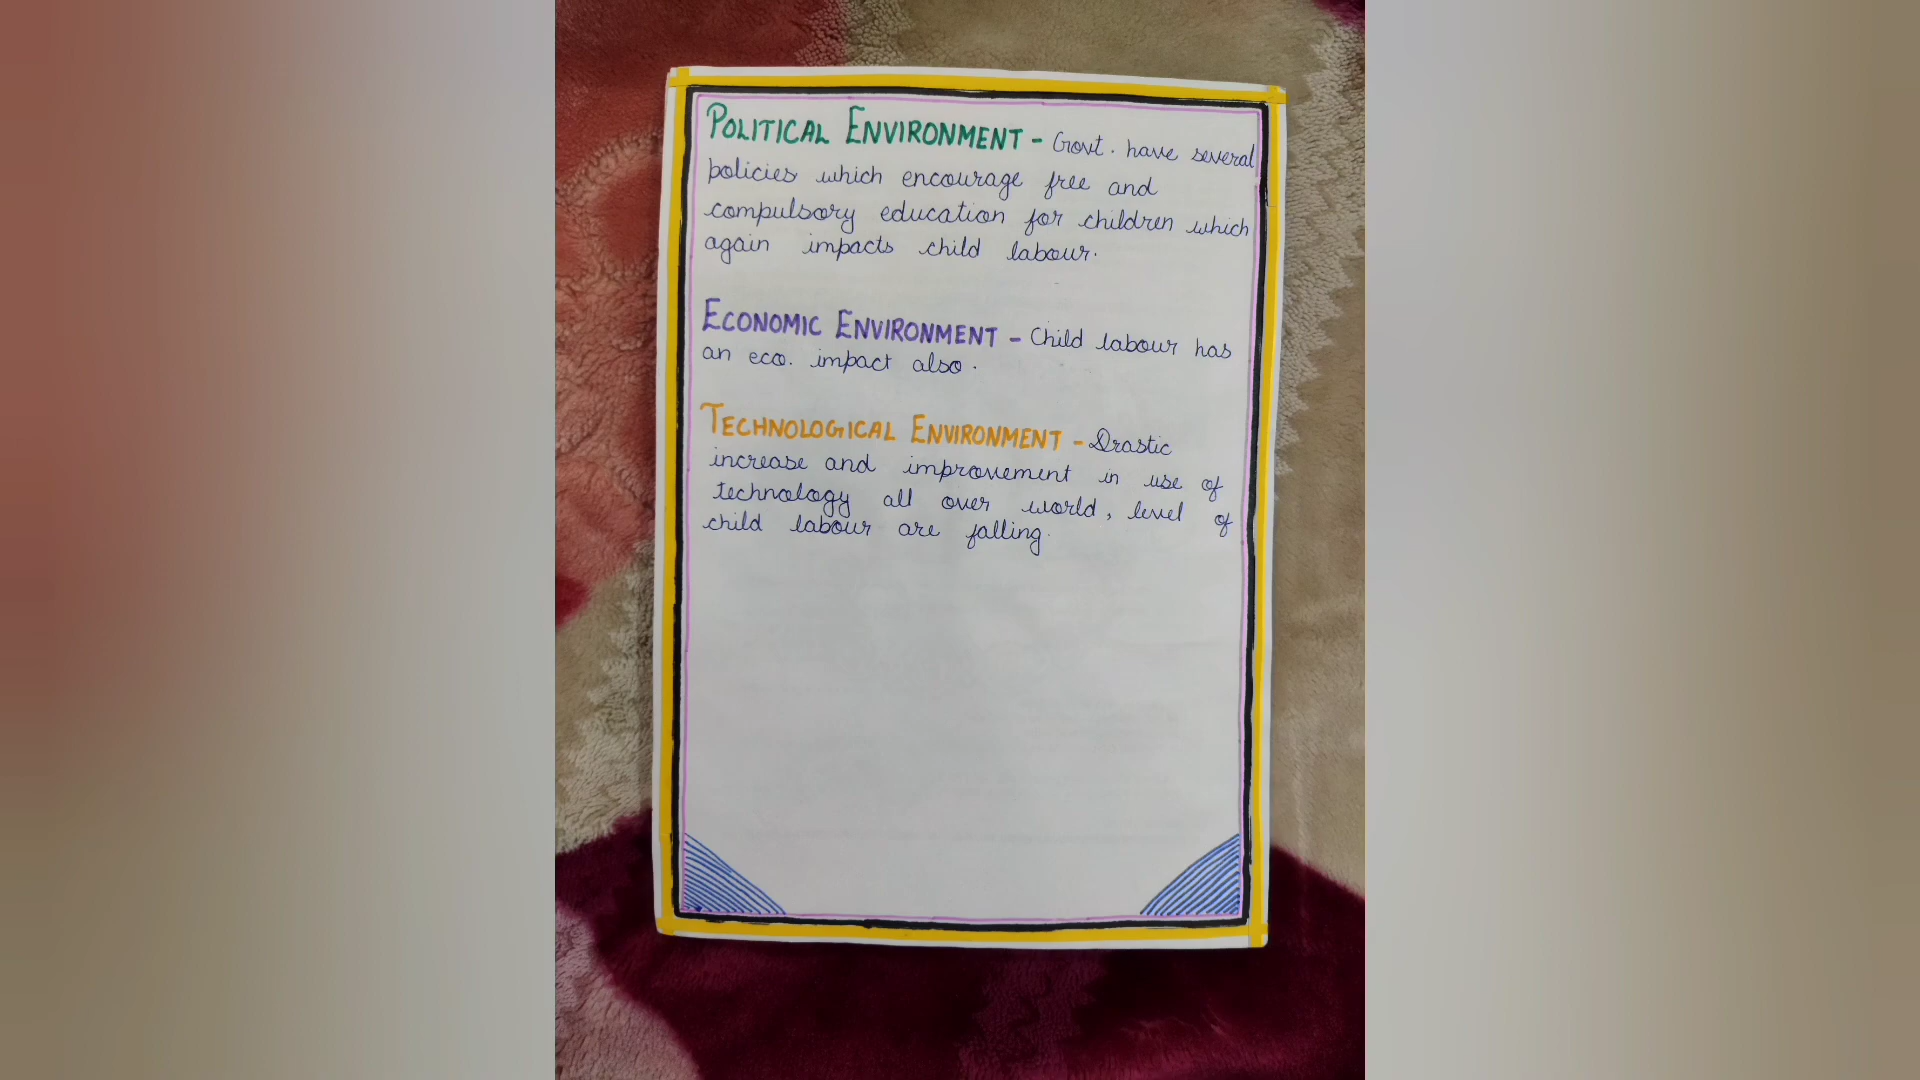 POLITICAL ENVIRONMENT - Govt. have several
policies which encourage free and
compulsory education for children which
again impacts child labour.
ECONOMIC ENVIRONMENT - Child labour has
an eco. impact also.
TECHNOLOGICAL ENVIRONMENT - Drastic
increase and improvement in use of
technology all over world, level of
child labour are falling.